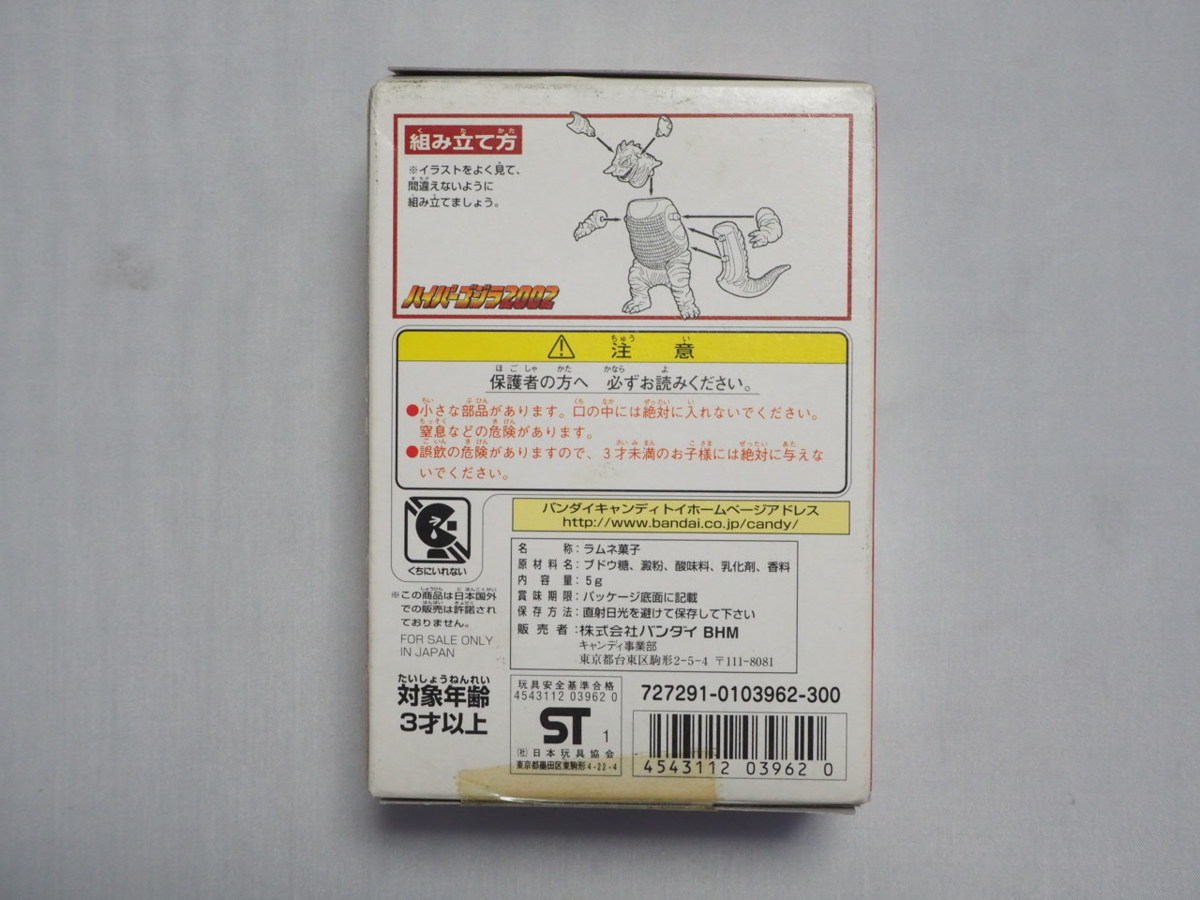 組み立て方
※イラストをよく見て、
間違えないように
組み立てましょう。
ハイパーゴジラ2002
注意
保護者の方へ 必ずお読みください。
●小さな部品があります。口の中には絶対に入れないでください。
窒息などの危険があります。
●誤飲の危険がありますので、3才未満のお子様には絶対に与えな
いでください。
くちにいれない
※この商品は日本国外
での販売は許諾され
ておりません。
FOR SALE ONLY
IN JAPAN
たいしょうねんれい
対象年齢
3才以上
バンダイキャンディトイホームページアドレス
http://www.bandai.co.jp/candy/
名称:ラムネ菓子
原材料名:ブドウ糖、澱粉、酸味料、乳化剤、香料
内容量:5g
賞味期限:パッケージ底面に記載
保存方法:直射日光を避けて保存して下さい
販売者:株式会社バンダイ BHM
キャンディ事業部
東京都台東区駒形2-5-4 〒111-8081
玩具安全基準合格
4543112 03962 0
ST 1
(社)日本玩具協会
東京都墨田区東駒形4-22-4
727291-0103962-300
4543112 039620